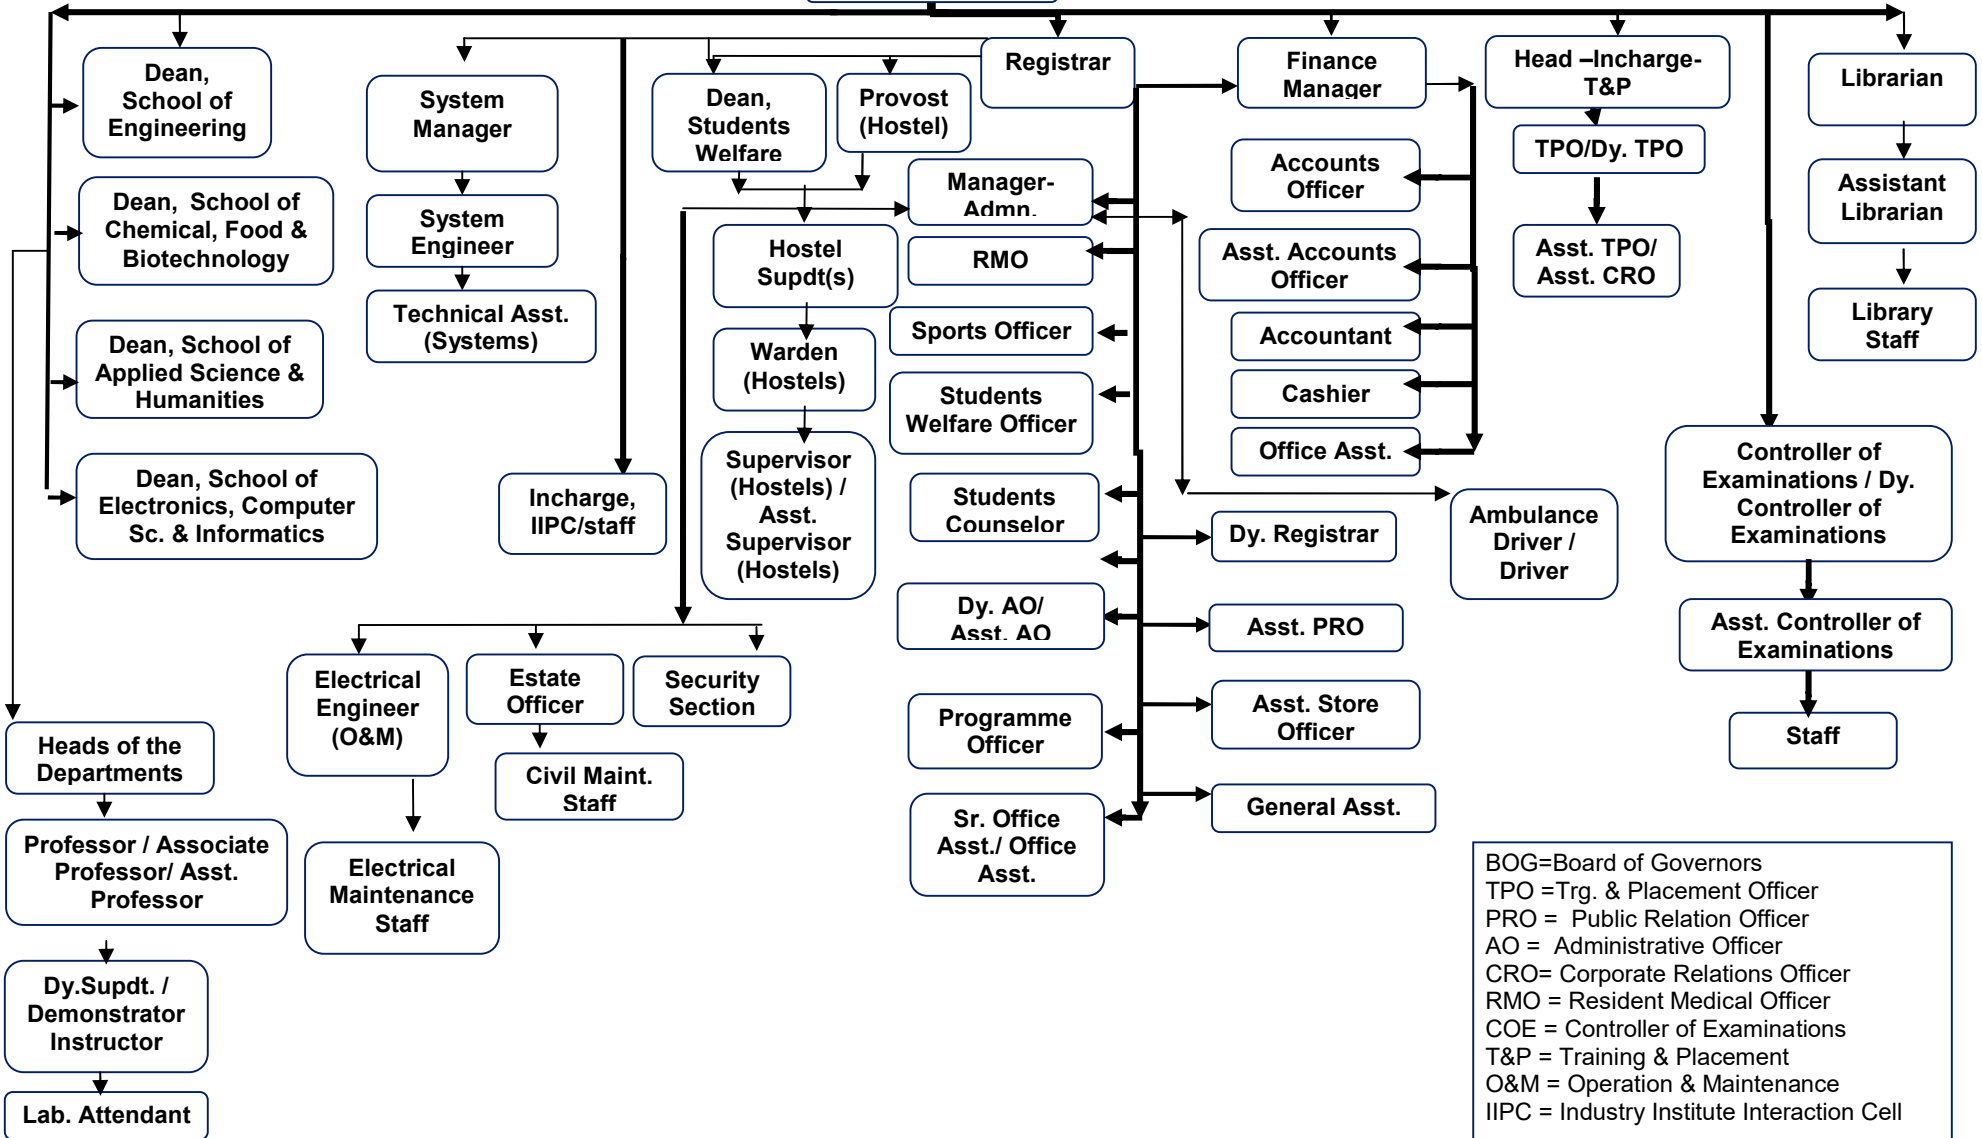 Dean,
School of
Engineering
Dean,  School of
Chemical, Food &
Biotechnology
Dean, School of
Applied Science &
Humanities
Dean, School of
Electronics, Computer
Sc. & Informatics
Heads of the
Departments
Professor / Associate
Professor/ Asst.
Professor
Dy.Supdt. /
Demonstrator
Instructor
Lab. Attendant
System
Manager
System
Engineer
Technical Asst.
(Systems)
Incharge,
IIPC/staff
Dean,
Students
Welfare
Provost
(Hostel)
Hostel
Supdt(s)
Warden
(Hostels)
Supervisor
(Hostels) /
Asst.
Supervisor
(Hostels)
Electrical
Engineer
(O&M)
Electrical
Maintenance
Staff
Estate
Officer
Civil Maint.
Staff
Security
Section
Registrar
Manager-
Admn.
RMO
Sports Officer
Students
Welfare Officer
Students
Counselor
Dy. AO/
Asst. AO
Programme
Officer
Sr. Office
Asst./ Office
Asst.
Dy. Registrar
Asst. PRO
Asst. Store
Officer
General Asst.
Finance
Manager
Accounts
Officer
Asst. Accounts
Officer
Accountant
Cashier
Office Asst.
Ambulance
Driver /
Driver
Head –Incharge-
T&P
TPO/Dy. TPO
Asst. TPO/
Asst. CRO
Controller of
Examinations / Dy.
Controller of
Examinations
Asst. Controller of
Examinations
Staff
Librarian
Assistant
Librarian
Library
Staff
BOG=Board of Governors
TPO =Trg. & Placement Officer
PRO =  Public Relation Officer
AO =  Administrative Officer
CRO= Corporate Relations Officer
RMO = Resident Medical Officer
COE = Controller of Examinations
T&P = Training & Placement
O&M = Operation & Maintenance
IIPC = Industry Institute Interaction Cell